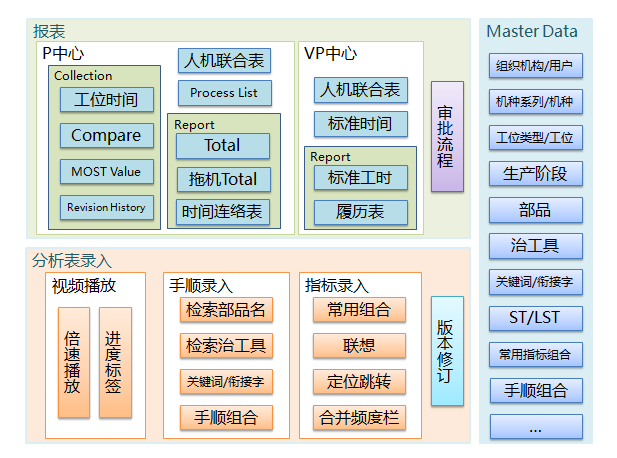 报表
P中心
Collection
工位时间
Compare
MOST Value
Revision History
人机联合表
Process List
Report
Total
拖机Total
时间连络表
VP中心
人机联合表
标准时间
Report
标准工时
履历表
审批流程
分析表录入
视频播放
倍速播放
进度标签
手顺录入
检索部品名
检索治工具
关键词/衔接字
手顺组合
指标录入
常用组合
联想
定位跳转
合并频度栏
版本修订
Master Data
组织机构/用户
机种系列/机种
工位类型/工位
生产阶段
部品
治工具
关键词/衔接字
ST/LST
常用指标组合
手顺组合
...